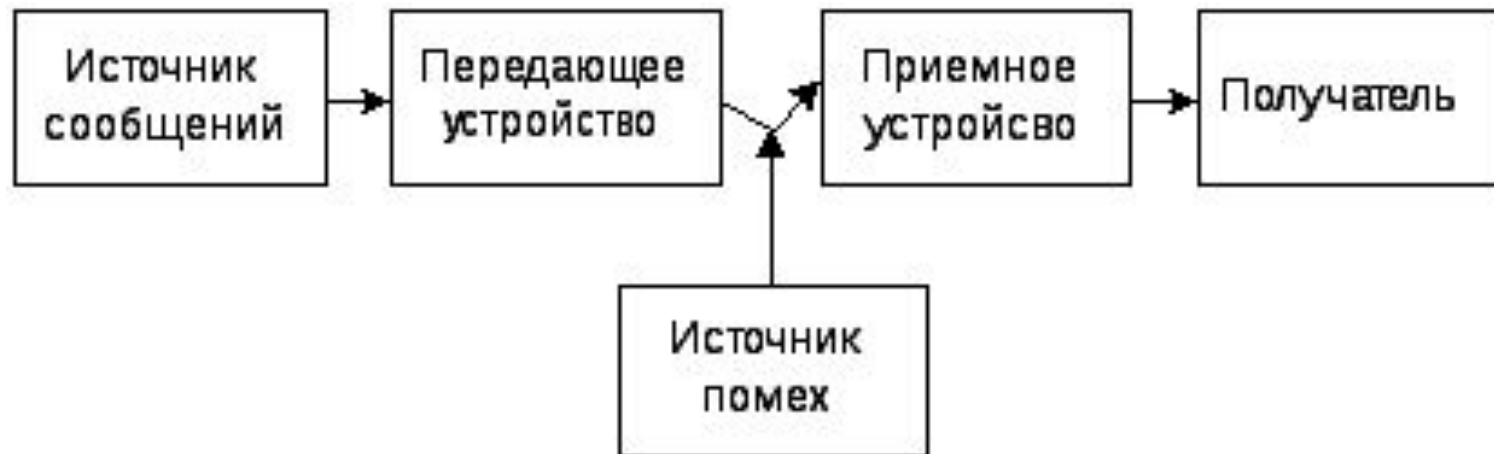 Источник
сообщений
Передающее
устройство
Приемное
устройсво
Получатель
Источник
помех